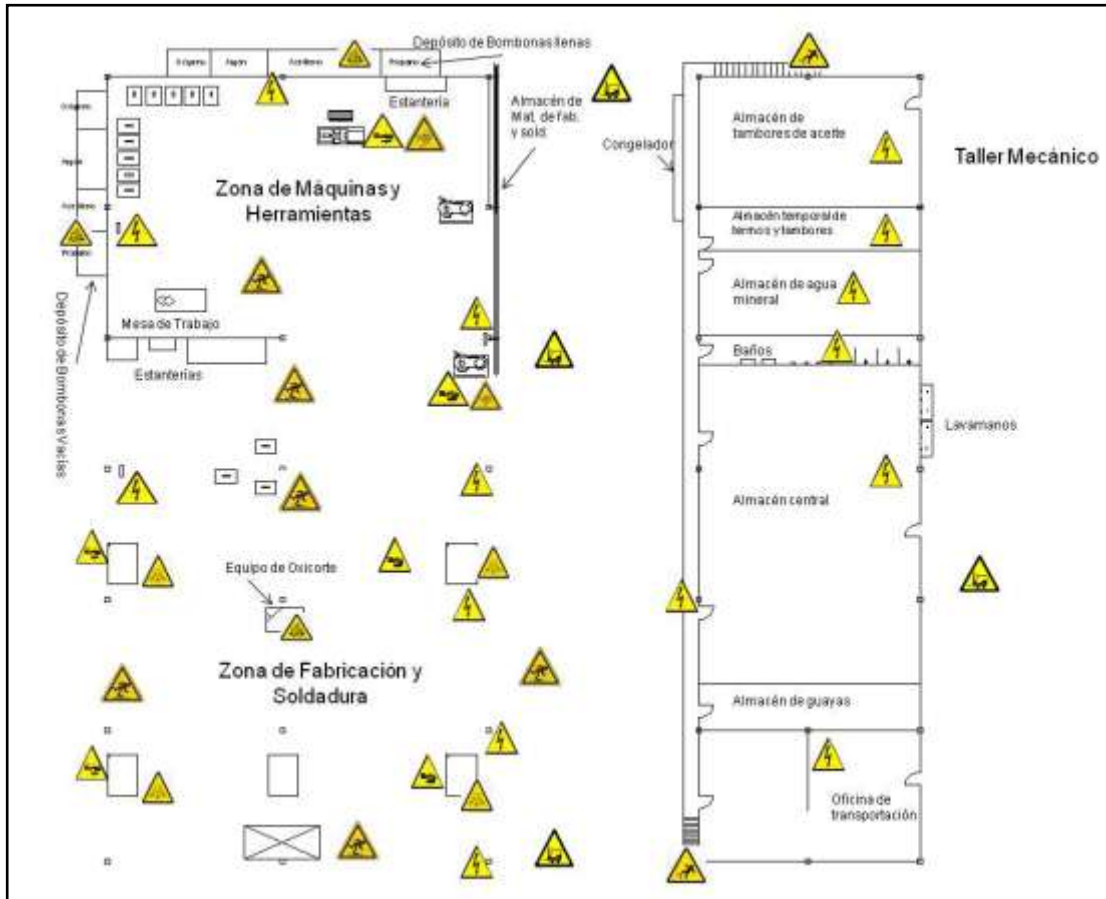 Depósito de Bombonas llenas
Oxígeno
Argón
Acetileno
Propano
Estantería
Almacén de
Mat. de fab.
y sold.
Congelador
Almacén de
tambores de aceite
Taller Mecánico
Oxígeno
Argón
Acetileno
Propano
Zona de Máquinas y
Herramientas
Almacén temporal de
termos y tambores
Almacén de agua
mineral
Mesa de Trabajo
Estanterías
Depósito de Bombonas Vacías
Baños
Lavamanos
Almacén central
Equipo de Oxicorte
Zona de Fabricación y
Soldadura
Almacén de guayas
Oficina de
transportación